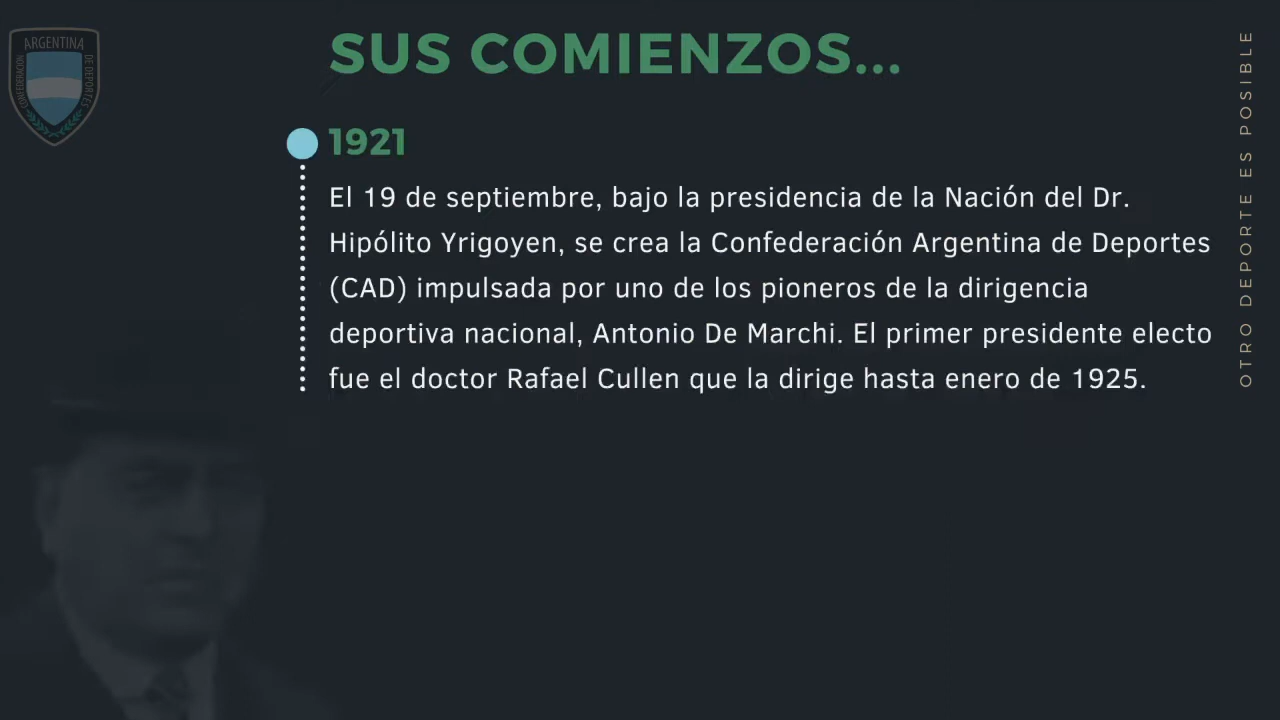 ARGENTINA
CONFEDERACIÓN
DE DEPORTES
SUS COMIENZOS...
1921
El 19 de septiembre, bajo la presidencia de la Nación del Dr.
Hipólito Yrigoyen, se crea la Confederación Argentina de Deportes
(CAD) impulsada por uno de los pioneros de la dirigencia
deportiva nacional, Antonio De Marchi. El primer presidente electo
fue el doctor Rafael Cullen que la dirige hasta enero de 1925.
OTRO DEPORTE ES POSIBLE